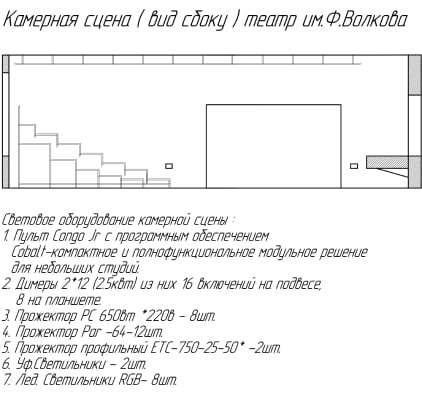 Камерная сцена ( вид сбоку ) театр им.Ф.Волкова
Световое оборудование камерной сцены :
1. Пульт Congo Jr с программным обеспечением
Cobalt-компактное и полнофункциональное модульное решение
для небольших студий.
2. Димеры 2*12 (2.5квт) из них 16 включений на подвесе,
8 на планшете.
3. Прожектор PC 650вт *220в - 8шт.
4. Прожектор Par -64-12шт.
5. Прожектор профильный ETC-750-25-50* -2шт.
6. Уф.Светильники - 2шт.
7. Лед. Светильники RGB- 8шт.